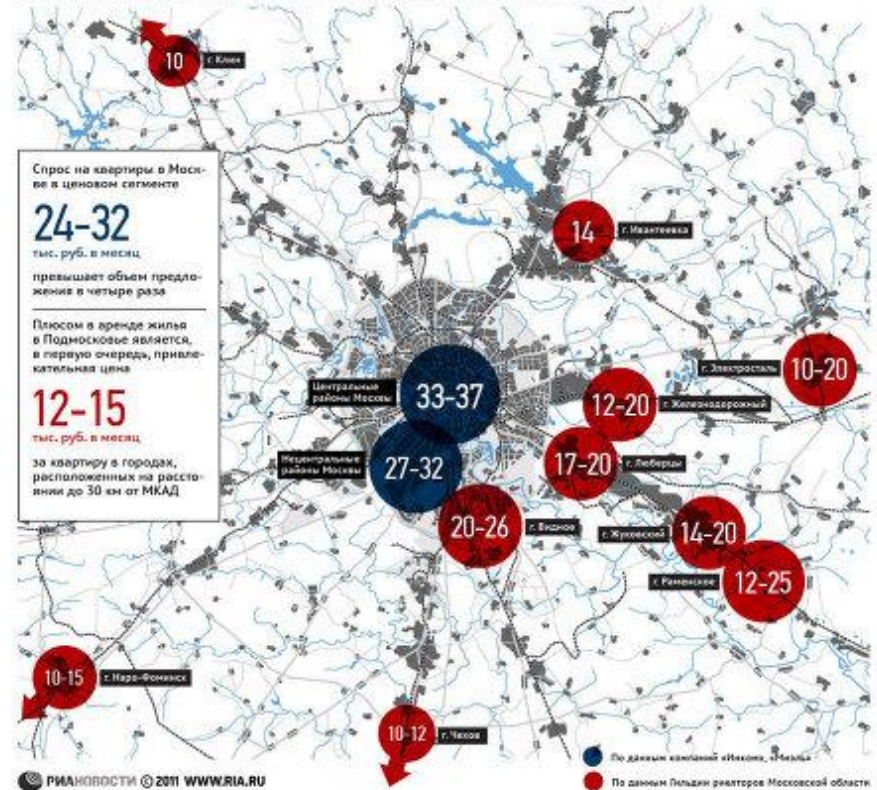 10
г. Клин
Спрос на квартиры в Моск-
ве в ценовом сегменте
24–32
тыс. руб. в месяц
превышает объем предло-
жения в четыре раза
Плюсом в аренде жилья
в Подмосковье является,
в первую очередь, привле-
кательная цена
12–15
тыс. руб. в месяц
за квартиру в городах,
расположенных на рассто-
янии до 30 км от МКАД
14
г. Ивантеевка
Центральные
районы Москвы
33–37
г. Электросталь
10–20
12–20
г. Железнодорожный
Нецентральные
районы Москвы
27–32
17–20
г. Люберцы
20–26
г. Видное
г. Жуковский
14–20
г. Раменское
12–25
10–15
г. Наро-Фоминск
10–12
г. Чехов
По данным компаний «Инком», «Миэль»
По данным Гильдии риелторов Московской области
РИАНОВОСТИ © 2011 WWW.RIA.RU